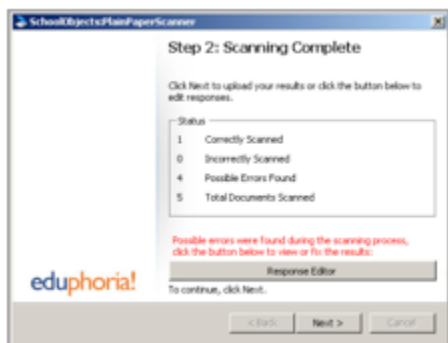 SchoolObjects:PlainPaperScanner
Step 2: Scanning Complete
Click Next to upload your results or click the button below to
edit responses.
Status
1 Correctly Scanned
0 Incorrectly Scanned
4 Possible Errors Found
5 Total Documents Scanned
Possible errors were found during the scanning process,
click the button below to view or fix the results:
Response Editor
eduphoria!
To continue, click Next.
< Back Next > Cancel